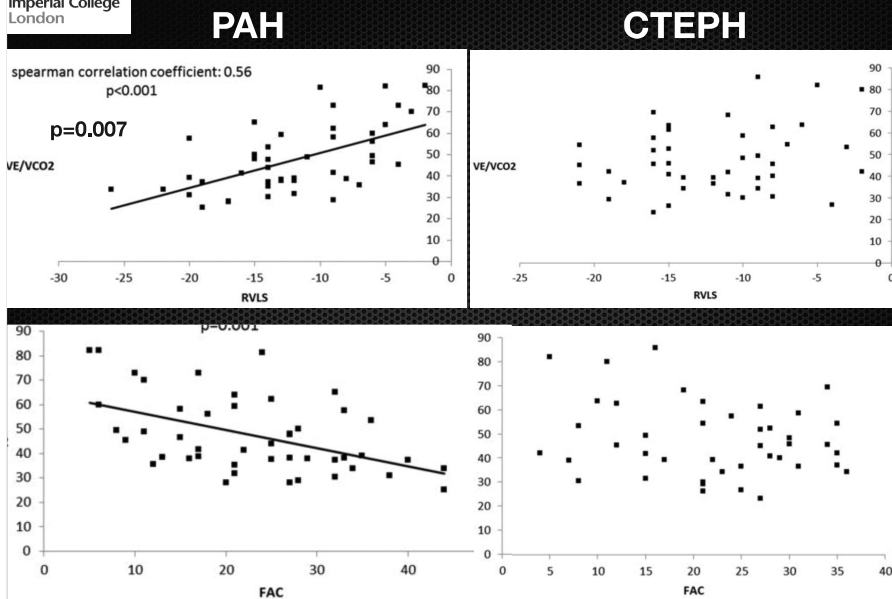 Imperial College
London
PAH
CTEPH
spearman correlation coefficient: 0.56
p<0.001
p=0.007
VE/VCO2
90
80
70
60
50
40
30
20
10
0
-30 -25 -20 -15 -10 -5 0
RVLS
VE/VCO2
90
80
70
60
50
40
30
20
10
0
-25 -20 -15 -10 -5 0
RVLS
p=0.001
90
80
70
60
50
40
30
20
10
0
0 10 20 30 40
FAC
90
80
70
60
50
40
30
20
10
0
0 5 10 15 20 25 30 35 40
FAC